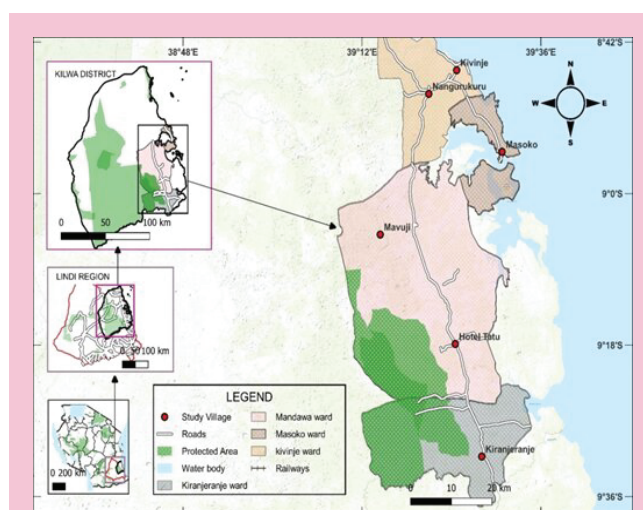 38°48'E
39°12'E
39°36'E
8°42'S
KILWA DISTRICT
0 50 100 km
Kivinje
Nangurukuru
Masoko
N
W E
S
9°0'S
Mavuji
LINDI REGION
0 50 100 km
Hotel Tatu
9°18'S
0 200 km
LEGEND
Study Village
Roads
Protected Area
Water body
Kiranjeranje ward
Mandawa ward
Masoko ward
kivinje ward
Railways
Kiranjeranje
0 10 20 km
9°36'S